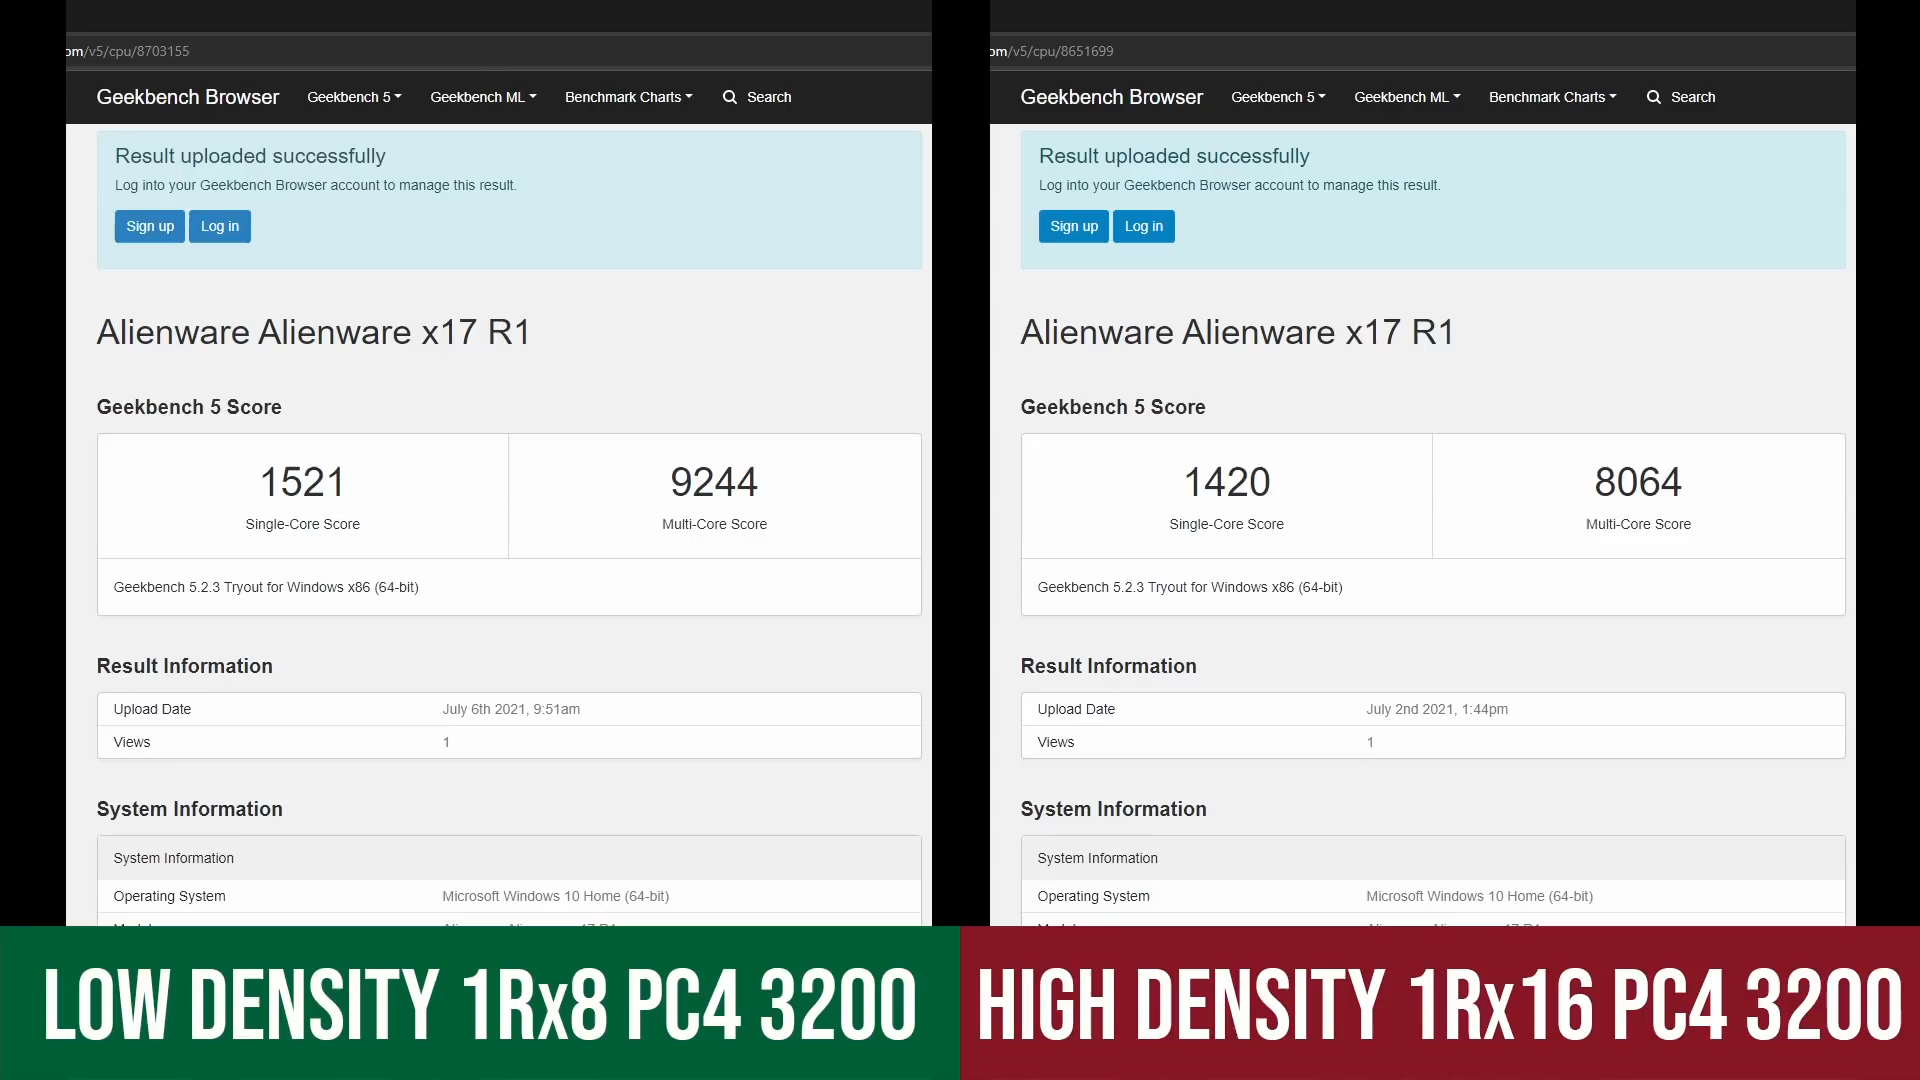 om/v5/cpu/8703155
Geekbench Browser Geekbench 5 Geekbench ML Benchmark Charts Search
Result uploaded successfully
Log into your Geekbench Browser account to manage this result.
Sign up Log in
Alienware Alienware x17 R1
Geekbench 5 Score
1521 9244
Single-Core Score Multi-Core Score
Geekbench 5.2.3 Tryout for Windows x86 (64-bit)
Result Information
Upload Date July 6th 2021, 9:51am
Views 1
System Information
System Information
Operating System Microsoft Windows 10 Home (64-bit)
LOW DENSITY 1Rx8 PC4 3200
om/v5/cpu/8651699
Geekbench Browser Geekbench 5 Geekbench ML Benchmark Charts Search
Result uploaded successfully
Log into your Geekbench Browser account to manage this result.
Sign up Log in
Alienware Alienware x17 R1
Geekbench 5 Score
1420 8064
Single-Core Score Multi-Core Score
Geekbench 5.2.3 Tryout for Windows x86 (64-bit)
Result Information
Upload Date July 2nd 2021, 1:44pm
Views 1
System Information
System Information
Operating System Microsoft Windows 10 Home (64-bit)
HIGH DENSITY 1Rx16 PC4 3200